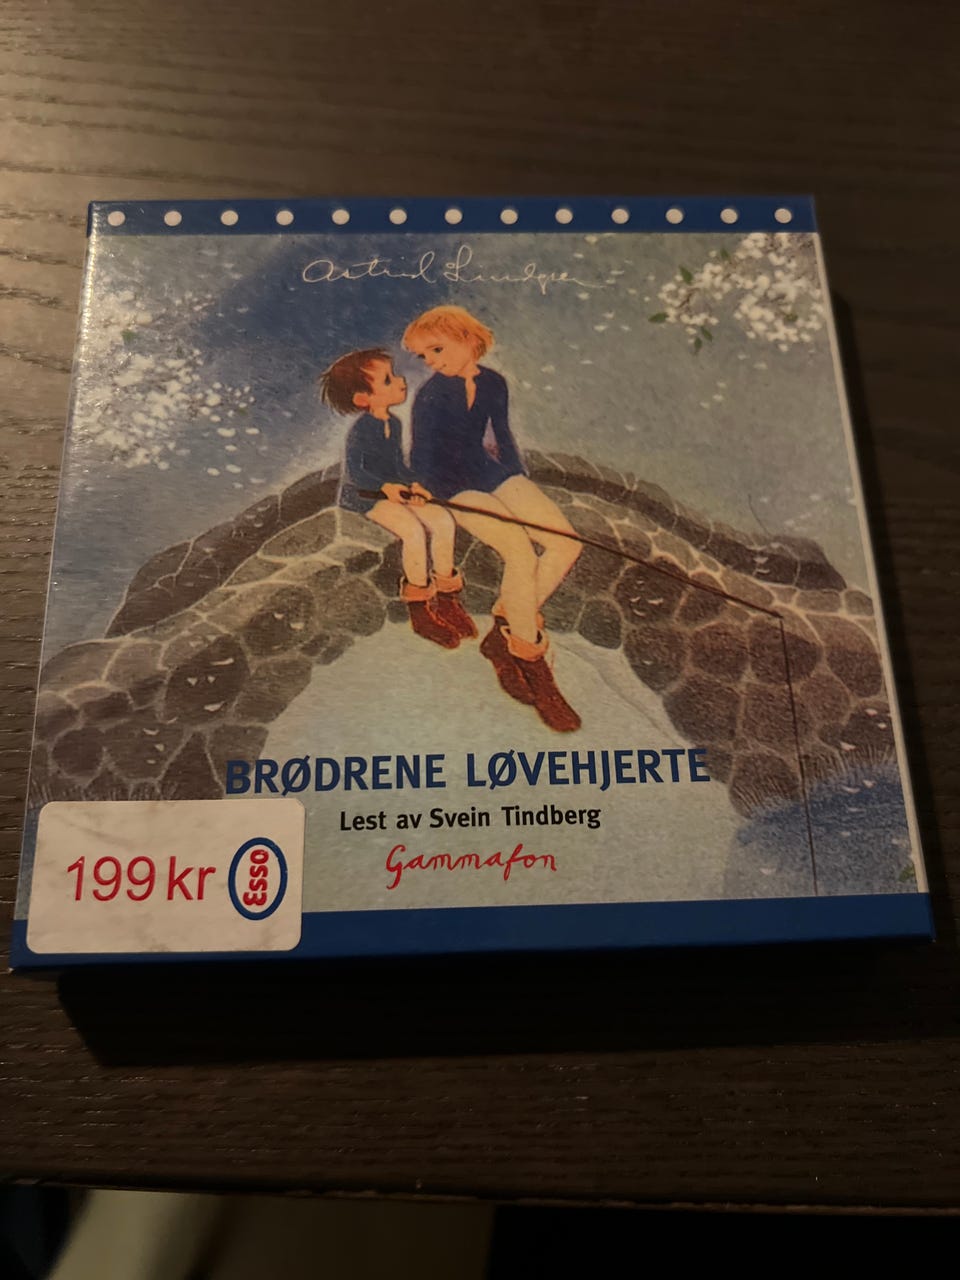 Astrid Lindgren
BRØDRENE LØVEHJERTE
Lest av Svein Tindberg
Gammafon
199 kr Esso